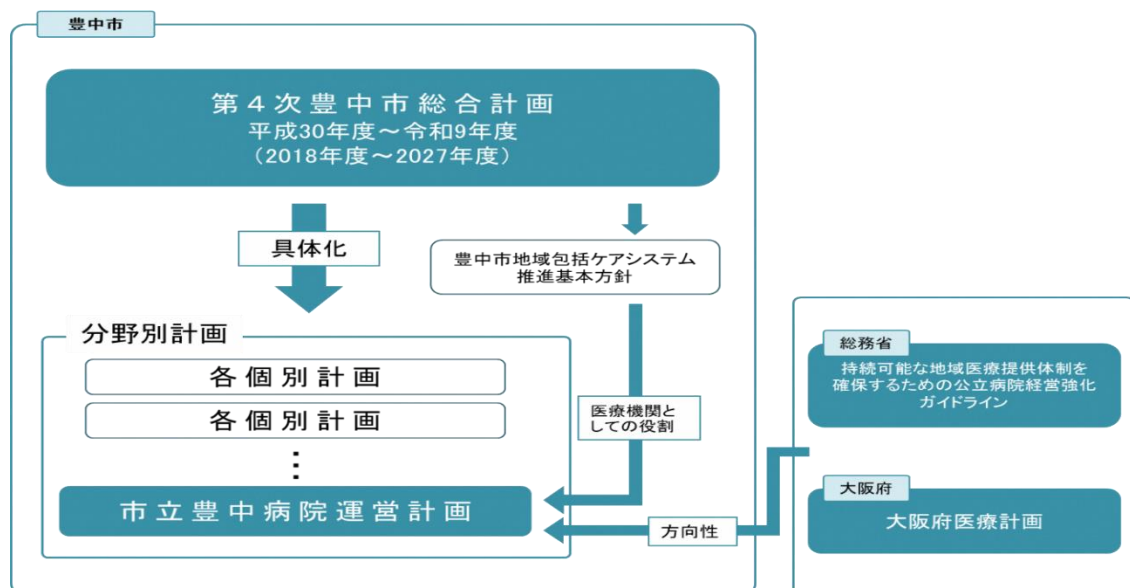 豊中市
第４次豊中市総合計画
平成30年度～令和9年度
（2018年度～2027年度）
具体化
豊中市地域包括ケアシステム
推進基本方針
分野別計画
各個別計画
各個別計画
⋮
市立豊中病院運営計画
医療機関と
しての役割
方向性
総務省
持続可能な地域医療提供体制を
確保するための公立病院経営強化
ガイドライン
大阪府
大阪府医療計画